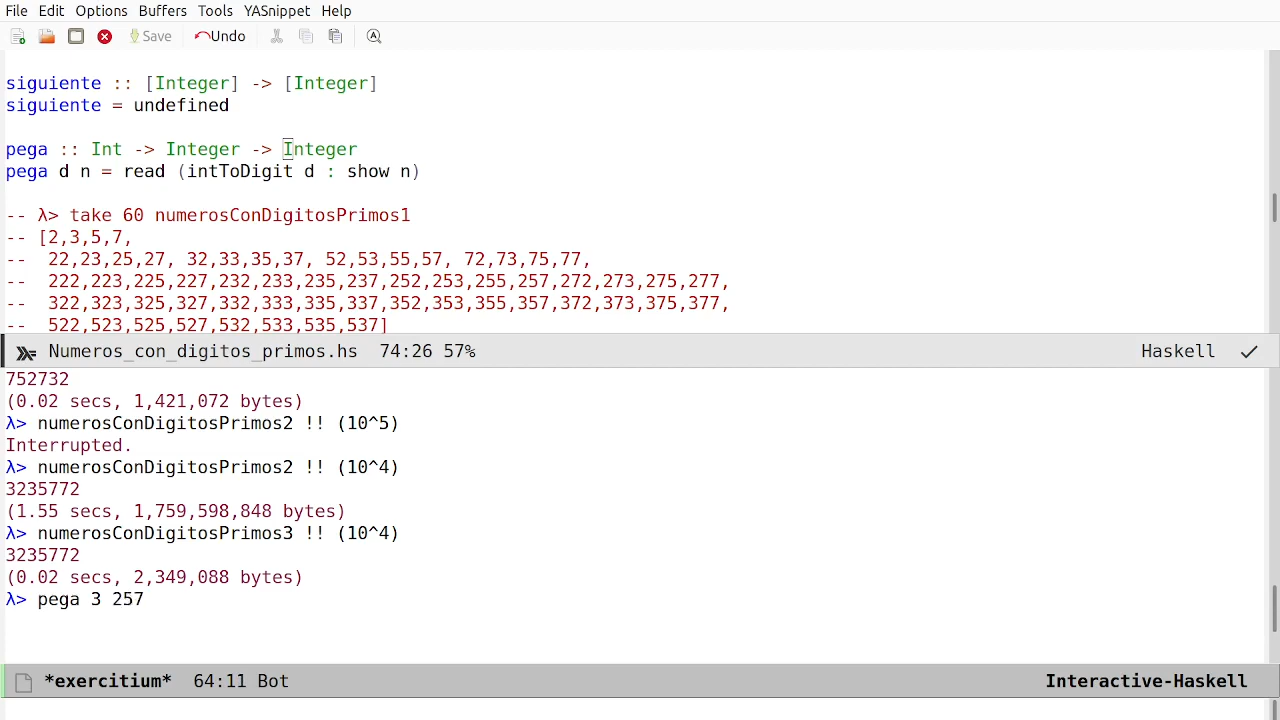 File Edit Options Buffers Tools YASnippet Help
Save Undo
siguiente :: [Integer] -> [Integer]
siguiente = undefined
pega :: Int -> Integer -> Integer
pega d n = read (intToDigit d : show n)
-- λ> take 60 numerosConDigitosPrimos1
-- [2,3,5,7,
--  22,23,25,27, 32,33,35,37, 52,53,55,57, 72,73,75,77,
--  222,223,225,227,232,233,235,237,252,253,255,257,272,273,275,277,
--  322,323,325,327,332,333,335,337,352,353,355,357,372,373,375,377,
--  522,523,525,527,532,533,535,537]
Numeros_con_digitos_primos.hs 74:26 57% Haskell
752732
(0.02 secs, 1,421,072 bytes)
λ> numerosConDigitosPrimos2 !! (10^5)
Interrupted.
λ> numerosConDigitosPrimos2 !! (10^4)
3235772
(1.55 secs, 1,759,598,848 bytes)
λ> numerosConDigitosPrimos3 !! (10^4)
3235772
(0.02 secs, 2,349,088 bytes)
λ> pega 3 257
*exercitium* 64:11 Bot Interactive-Haskell